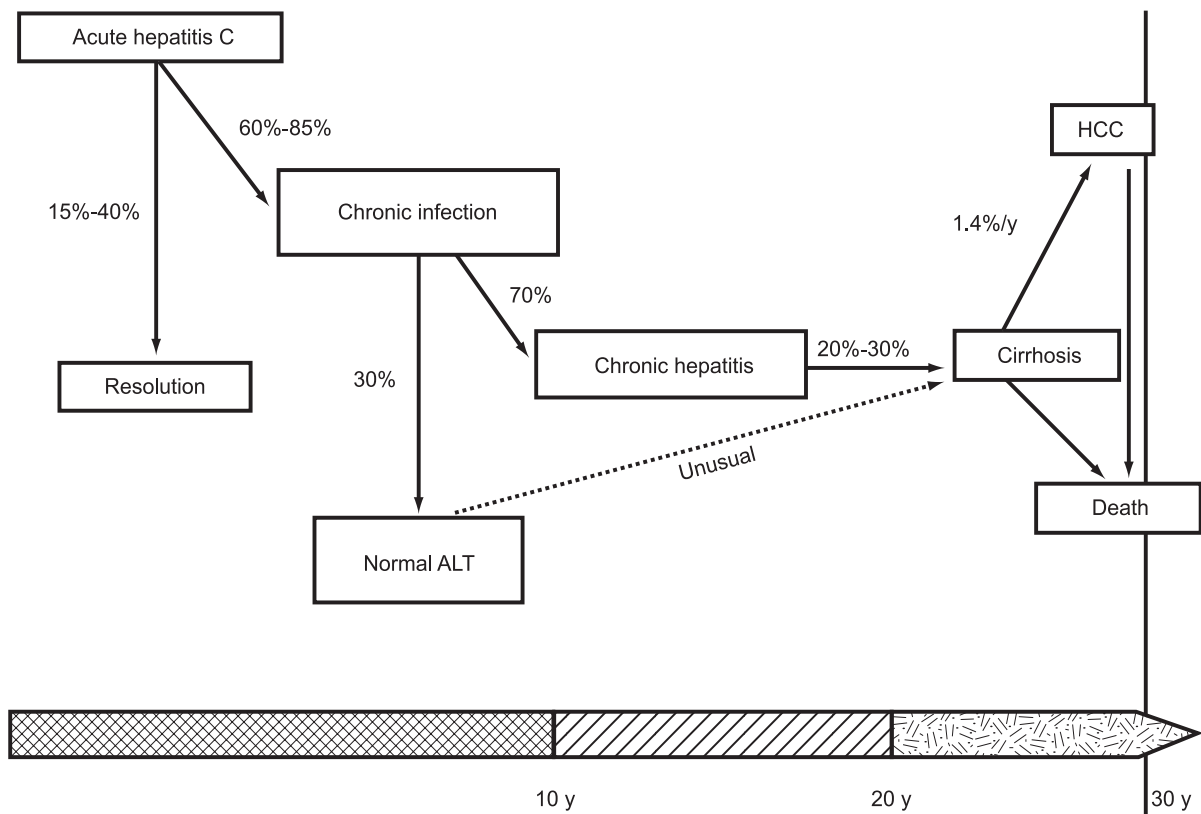 Acute hepatitis C
60%-85%
HCC
15%-40%
Chronic infection
1.4%/y
70%
20%-30%
Cirrhosis
Resolution
30%
Chronic hepatitis
Unusual
Death
Normal ALT
10 y
20 y
30 y